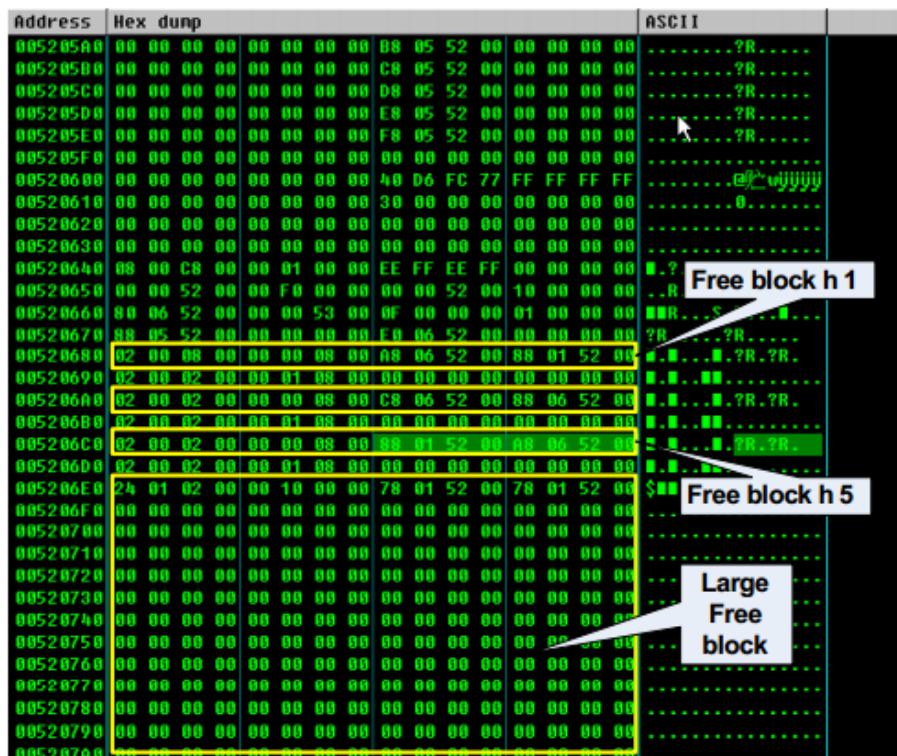 Address Hex dump ASCII
005205A0 00 00 00 00 00 00 00 00 B8 05 52 00 00 00 00 00 ........?R.....
005205B0 00 00 00 00 00 00 00 00 C8 05 52 00 00 00 00 00 ........?R.....
005205C0 00 00 00 00 00 00 00 00 D8 05 52 00 00 00 00 00 ........?R.....
005205D0 00 00 00 00 00 00 00 00 E8 05 52 00 00 00 00 00 ........?R.....
005205E0 00 00 00 00 00 00 00 00 F8 05 52 00 00 00 00 00 ........?R.....
005205F0 00 00 00 00 00 00 00 00 00 00 00 00 00 00 00 00 ................
00520600 00 00 00 00 00 00 00 00 40 D6 FC 77 FF FF FF FF
00520610 00 00 00 00 00 00 00 00 30 00 00 00 00 00 00 00 ........0.......
00520620 00 00 00 00 00 00 00 00 00 00 00 00 00 00 00 00 ................
00520630 00 00 00 00 00 00 00 00 00 00 00 00 00 00 00 00 ................
00520640 08 00 C8 00 00 01 00 00 EE FF EE FF 00 00 00 00
Free block h 1
00520650 00 00 52 00 00 F0 00 00 00 00 52 00 10 00 00 00 ..R
00520660 80 06 52 00 00 00 53 00 0F 00 00 00 01 00 00 00
00520670 88 05 52 00 00 00 00 00 E0 06 52 00 00 00 00 00 ?R......?R.....
00520680 02 00 08 00 00 00 08 00 A8 06 52 00 88 01 52 00
00520690 02 00 02 00 00 01 08 00 00 00 00 00 00 00 00 00
005206A0 02 00 02 00 00 00 08 00 C8 06 52 00 88 06 52 00
005206B0 02 00 02 00 00 01 08 00 00 00 00 00 00 00 00 00
005206C0 02 00 02 00 00 00 08 00 88 01 52 00 A8 06 52 00
005206D0 02 00 02 00 00 01 08 00 00 00 00 00 00 00 00 00
005206E0 24 01 02 00 00 10 00 00 78 01 52 00 78 01 52 00
Free block h 5
005206F0 00 00 00 00 00 00 00 00 00 00 00 00 00 00 00 00
00520700 00 00 00 00 00 00 00 00 00 00 00 00 00 00 00 00 ................
00520710 00 00 00 00 00 00 00 00 00 00 00 00 00 00 00 00 ................
00520720 00 00 00 00 00 00 00 00 00 00 00 00 00 00 00 00
00520730 00 00 00 00 00 00 00 00 00 00 00 00 00 00 00 00
00520740 00 00 00 00 00 00 00 00 00 00 00 00 00 00 00 00
00520750 00 00 00 00 00 00 00 00 00 00 00 00 00 00 00 00
Large
Free
block
00520760 00 00 00 00 00 00 00 00 00 00 00 00 00 00 00 00
00520770 00 00 00 00 00 00 00 00 00 00 00 00 00 00 00 00 ................
00520780 00 00 00 00 00 00 00 00 00 00 00 00 00 00 00 00 ................
00520790 00 00 00 00 00 00 00 00 00 00 00 00 00 00 00 00 ................